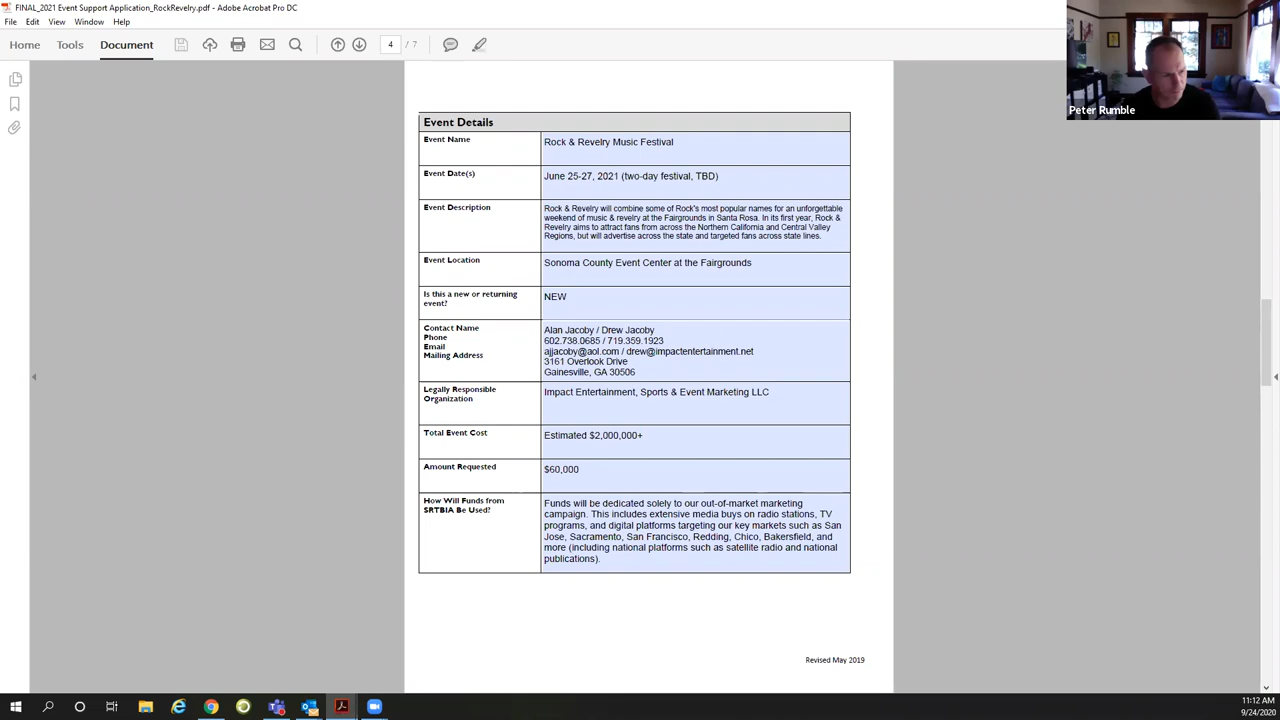 FINAL_2021 Event Support Application_RockRevelry.pdf - Adobe Acrobat Pro DC
File Edit View Window Help
Home Tools Document 4 / 7
Peter Rumble
Event Details
Event Name
Rock & Revelry Music Festival
Event Date(s)
June 25-27, 2021 (two-day festival, TBD)
Event Description
Rock & Revelry will combine some of Rock's most popular names for an unforgettable
weekend of music & revelry at the Fairgrounds in Santa Rosa. In its first year, Rock &
Revelry aims to attract fans from across the Northern California and Central Valley
Regions, but will advertise across the state and targeted fans across state lines.
Event Location
Sonoma County Event Center at the Fairgrounds
Is this a new or returning
event?
NEW
Contact Name
Phone
Email
Mailing Address
Alan Jacoby / Drew Jacoby
602.738.0685 / 719.359.1923
ajjacoby@aol.com / drew@impactentertainment.net
3161 Overlook Drive
Gainesville, GA 30506
Legally Responsible
Organization
Impact Entertainment, Sports & Event Marketing LLC
Total Event Cost
Estimated $2,000,000+
Amount Requested
$60,000
How Will Funds from
SRTBIA Be Used?
Funds will be dedicated solely to our out-of-market marketing
campaign. This includes extensive media buys on radio stations, TV
programs, and digital platforms targeting our key markets such as San
Jose, Sacramento, San Francisco, Redding, Chico, Bakersfield, and
more (including national platforms such as satellite radio and national
publications).
Revised May 2019
11:12 AM
9/24/2020